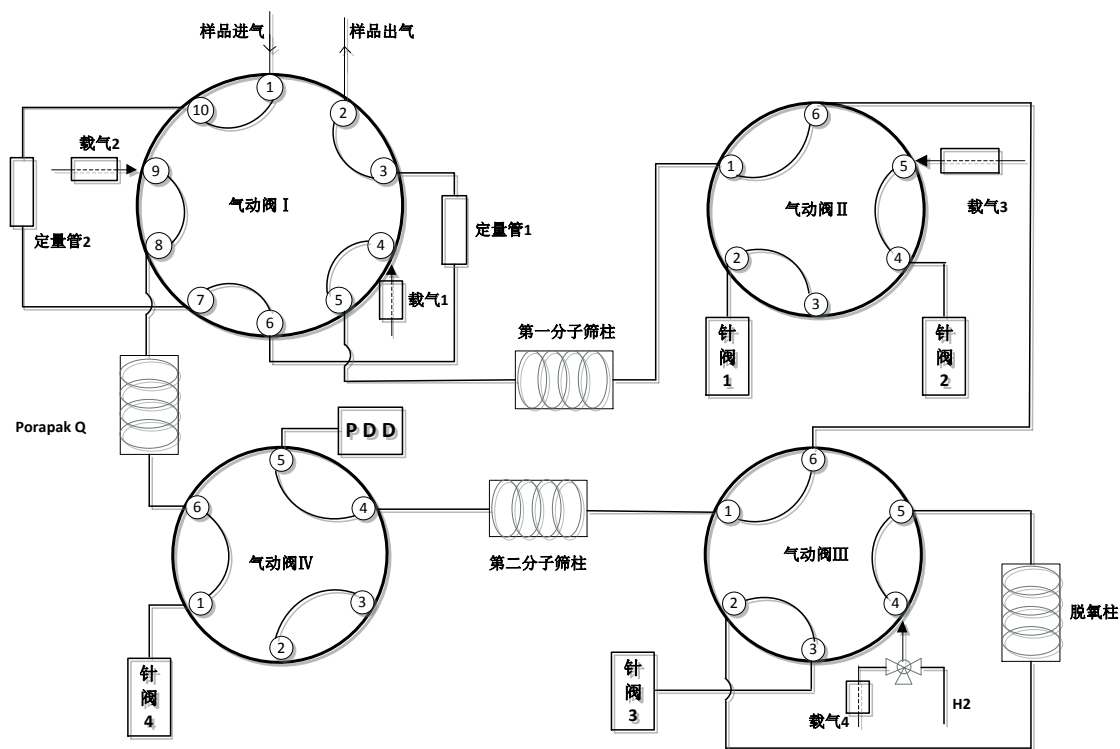 样品进气
样品出气
1
2
3
4
5
6
7
8
9
10
气动阀 I
载气2
定量管2
定量管1
载气1
1
2
3
4
5
6
气动阀 II
载气3
针阀1
针阀2
第一分子筛柱
Porapak Q
PDD
1
2
3
4
5
6
气动阀IV
针阀4
第二分子筛柱
1
2
3
4
5
6
气动阀III
脱氧柱
针阀3
载气4
H2